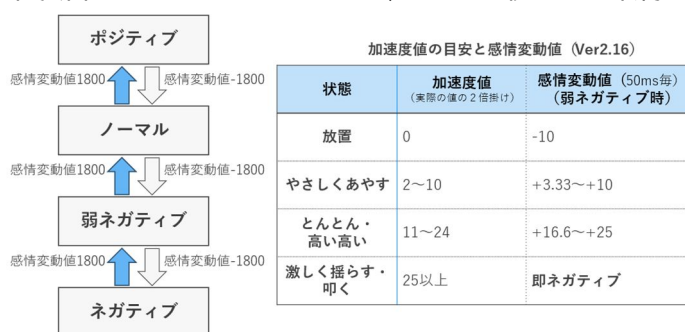 ポジティブ
感情変動値1800
感情変動値-1800
ノーマル
感情変動値1800
感情変動値-1800
弱ネガティブ
感情変動値1800
感情変動値-1800
ネガティブ
加速度値の目安と感情変動値（Ver2.16）
状態
加速度値
（実際の値の２倍掛け）
感情変動値（50ms毎）
（弱ネガティブ時）
放置
0
-10
やさしくあやす
2～10
+3.33～+10
とんとん・
高い高い
11～24
+16.6～+25
激しく揺らす・
叩く
25以上
即ネガティブ